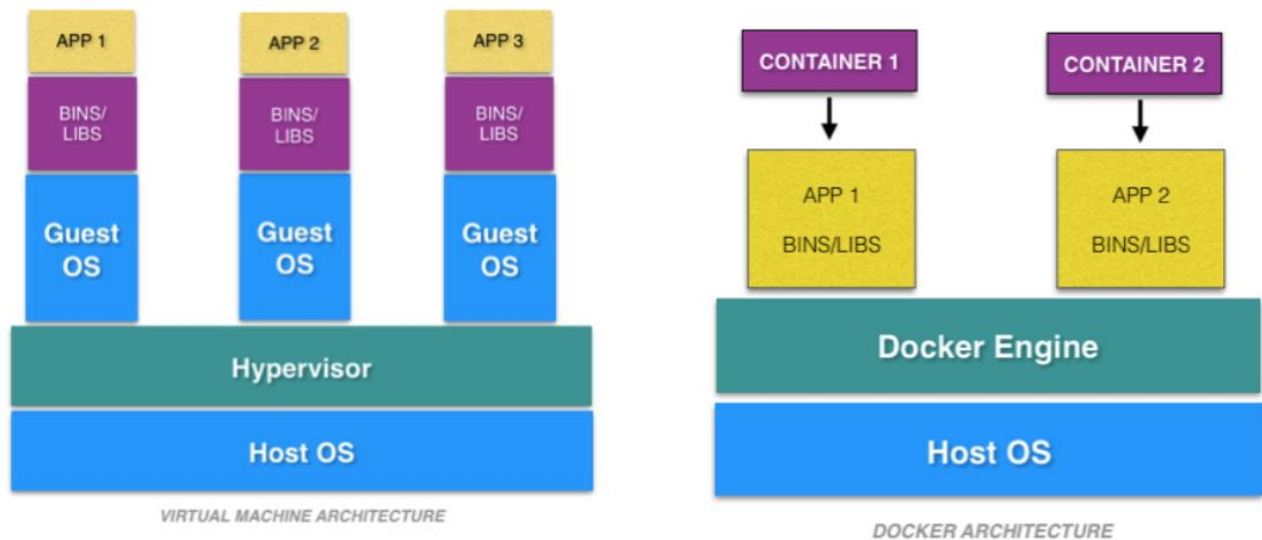 APP 1
BINS/
LIBS
Guest
OS
APP 2
BINS/
LIBS
Guest
OS
APP 3
BINS/
LIBS
Guest
OS
Hypervisor
Host OS
VIRTUAL MACHINE ARCHITECTURE
CONTAINER 1
APP 1
BINS/LIBS
CONTAINER 2
APP 2
BINS/LIBS
Docker Engine
Host OS
DOCKER ARCHITECTURE